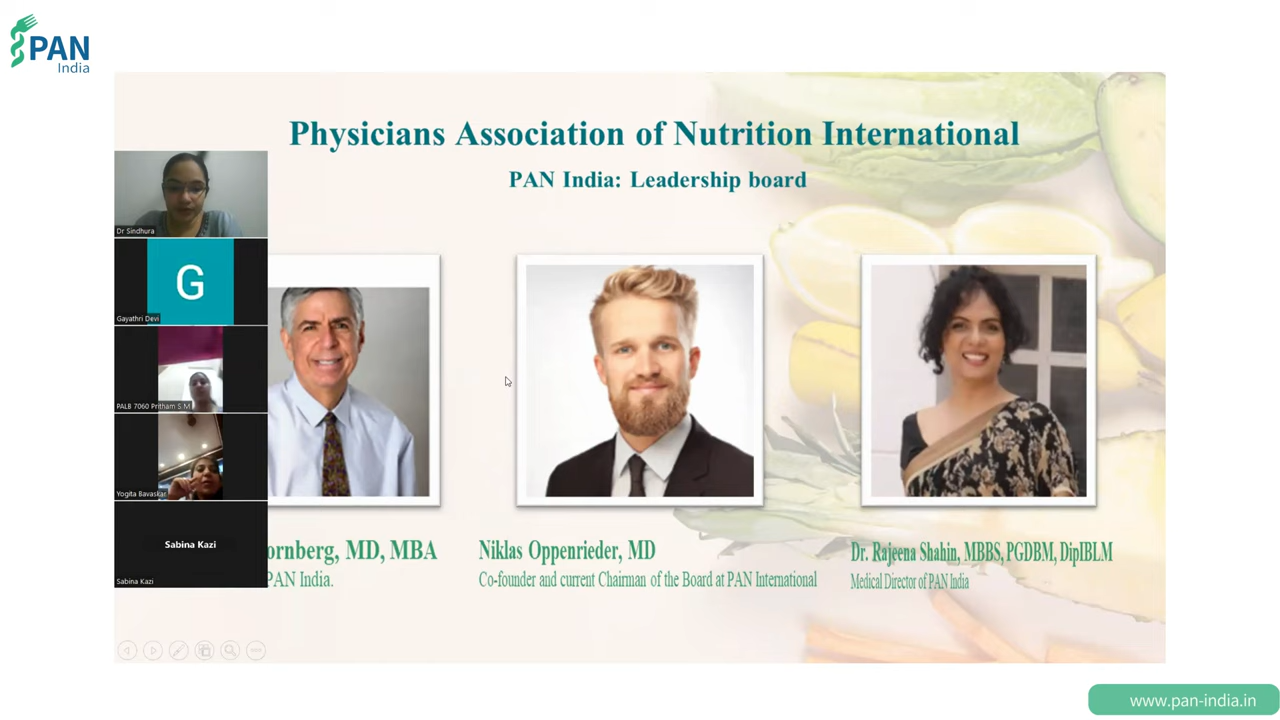 PAN
India
Physicians Association of Nutrition International
PAN India: Leadership board
Dr Sindhura
G
Gayathri Devi
PALB 7060 Pritham S M
Yogita Bavaskar
Sabina Kazi
Sabina Kazi
ornberg, MD, MBA
PAN India.
Niklas Oppenrieder, MD
Co-founder and current Chairman of the Board at PAN International
Dr. Rajeena Shahin, MBBS, PGDBM, DipIBLM
Medical Director of PAN India
www.pan-india.in